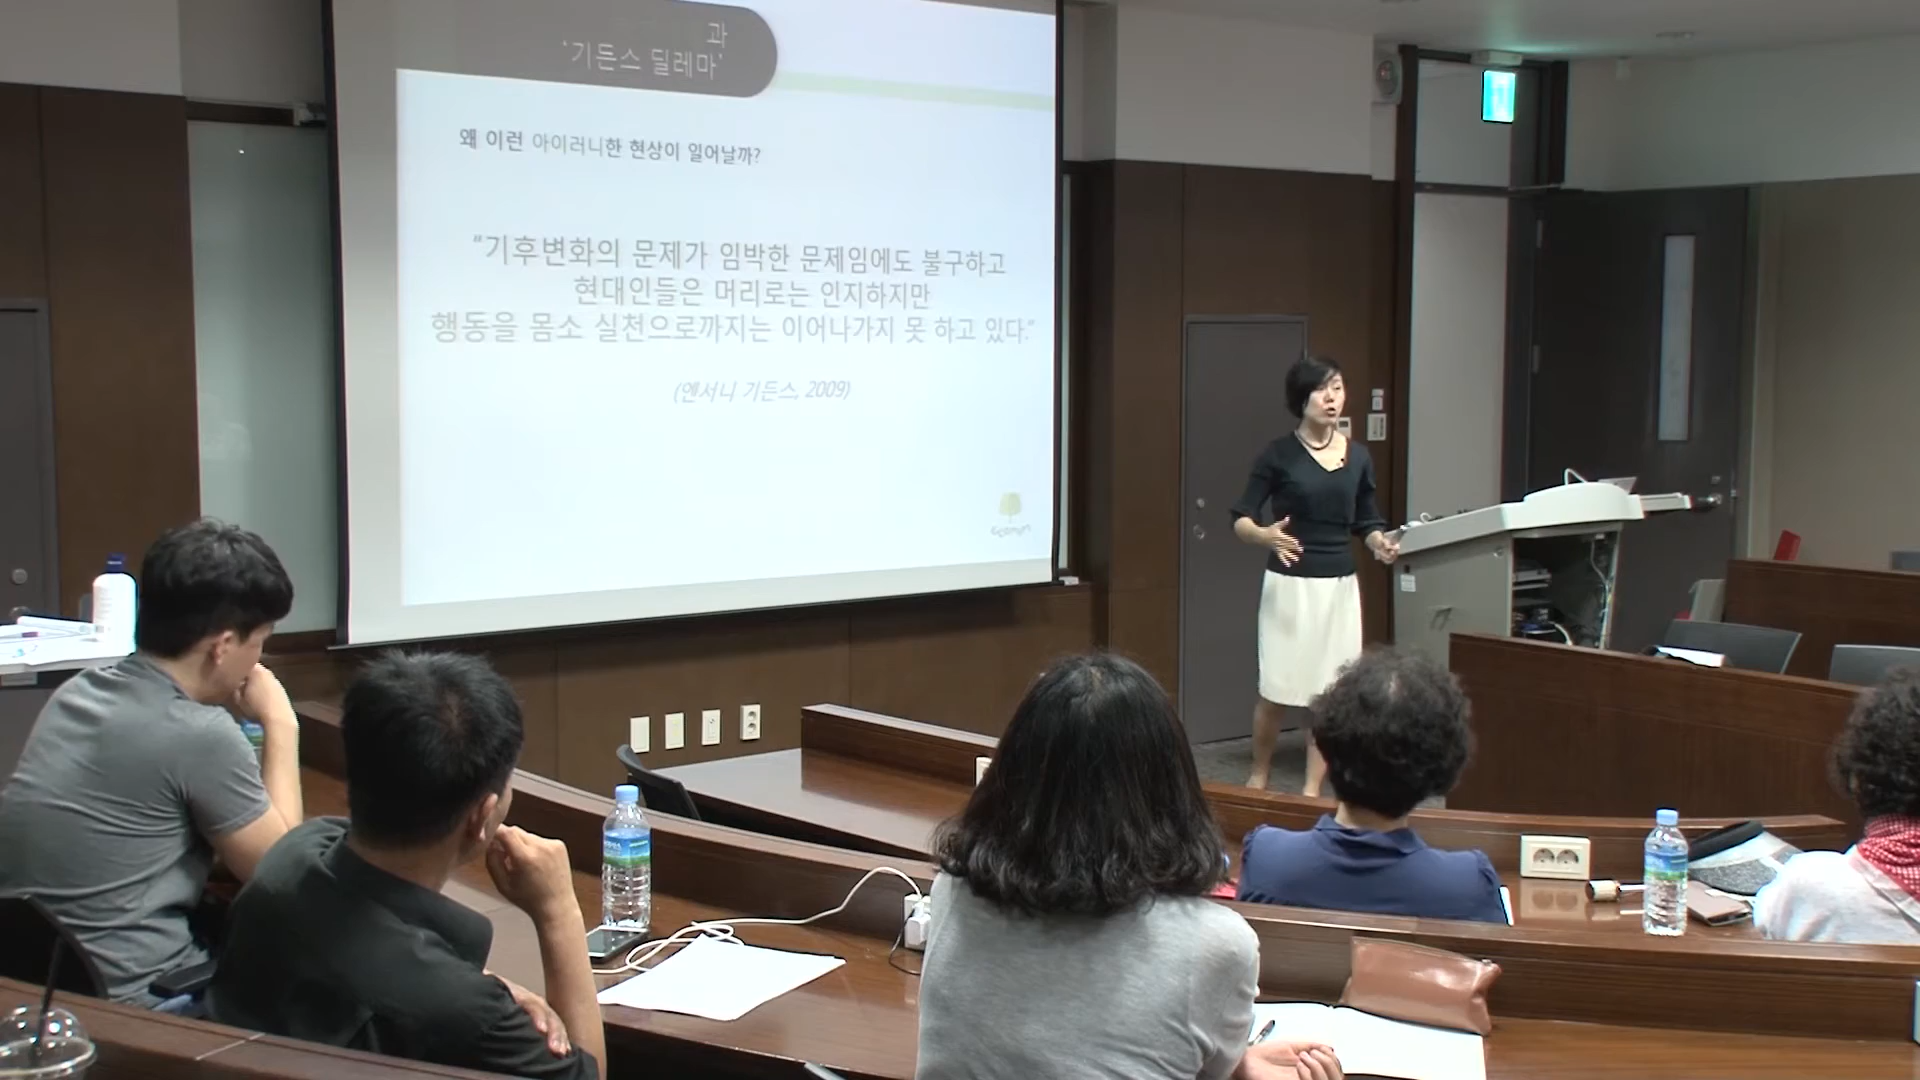 과
‘기든스 딜레마’
왜 이런 아이러니한 현상이 일어날까?
“기후변화의 문제가 임박한 문제임에도 불구하고
현대인들은 머리로는 인지하지만
행동을 몸소 실천으로까지는 이어나가지 못 하고 있다.”
(앤서니 기든스, 2009)